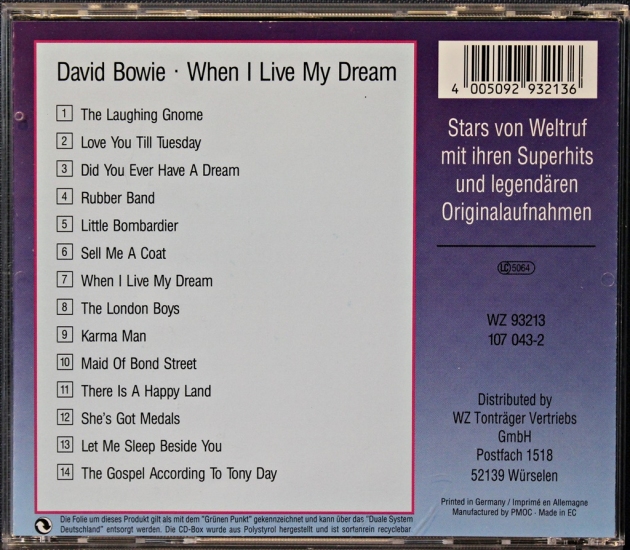 David Bowie · When I Live My Dream
1 The Laughing Gnome
2 Love You Till Tuesday
3 Did You Ever Have A Dream
4 Rubber Band
5 Little Bombardier
6 Sell Me A Coat
7 When I Live My Dream
8 The London Boys
9 Karma Man
10 Maid Of Bond Street
11 There Is A Happy Land
12 She's Got Medals
13 Let Me Sleep Beside You
14 The Gospel According To Tony Day
Die Folie um dieses Produkt gilt als mit dem "Grünen Punkt" gekennzeichnet und kann über das "Duale System
Deutschland" entsorgt werden. Die CD-Box wurde aus Polystyrol hergestellt und ist sortenrein recyclebar
4 005092 932136
Stars von Weltruf
mit ihren Superhits
und legendären
Originalaufnahmen
LC 5064
WZ 93213
107 043-2
Distributed by
WZ Tonträger Vertriebs
GmbH
Postfach 1518
52139 Würselen
Printed in Germany / Imprimé en Allemagne
Manufactured by PMOC · Made in EC